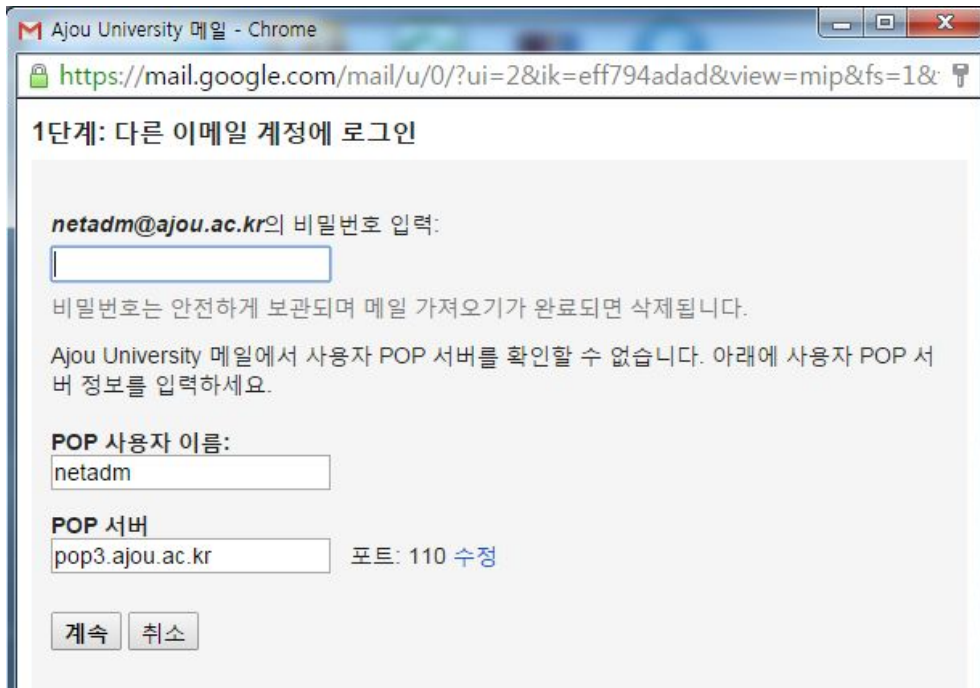 Ajou University 메일 - Chrome
https://mail.google.com/mail/u/0/?ui=2&ik=eff794adad&view=mip&fs=1&
1단계: 다른 이메일 계정에 로그인
netadm@ajou.ac.kr의 비밀번호 입력:
비밀번호는 안전하게 보관되며 메일 가져오기가 완료되면 삭제됩니다.
Ajou University 메일에서 사용자 POP 서버를 확인할 수 없습니다. 아래에 사용자 POP 서
버 정보를 입력하세요.
POP 사용자 이름:
netadm
POP 서버
pop3.ajou.ac.kr 포트: 110 수정
계속 취소